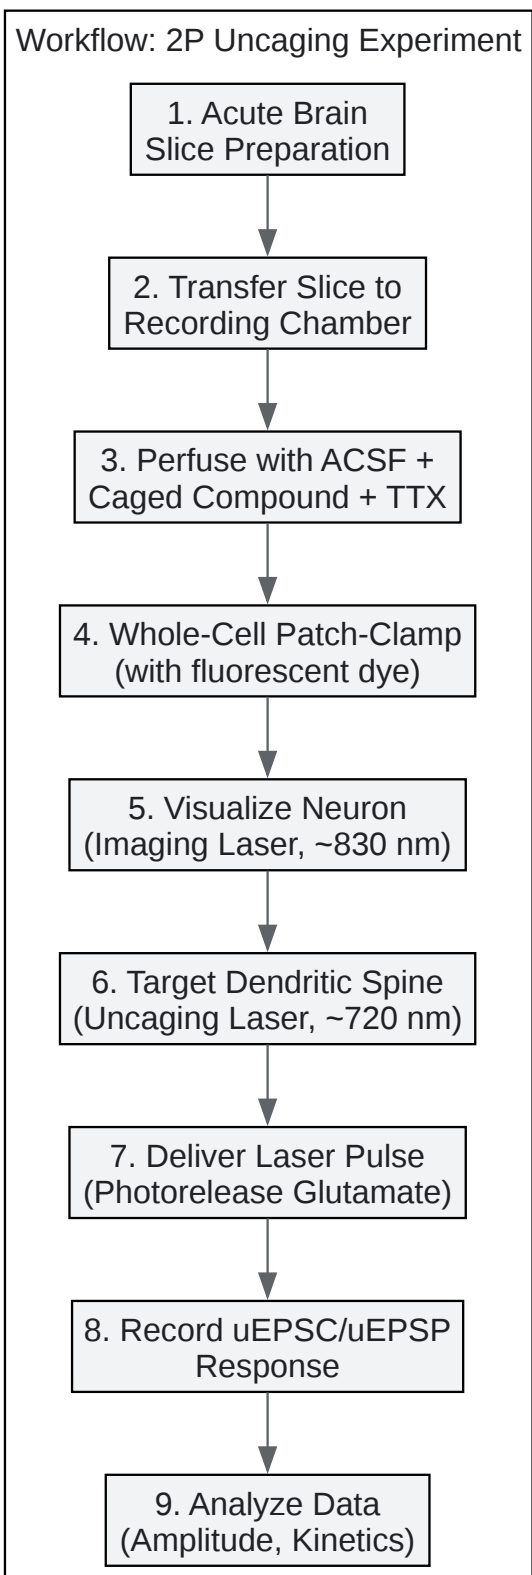 Workflow: 2P Uncaging Experiment
1. Acute Brain
Slice Preparation
2. Transfer Slice to
Recording Chamber
3. Perfuse with ACSF +
Caged Compound + TTX
4. Whole-Cell Patch-Clamp
(with fluorescent dye)
5. Visualize Neuron
(Imaging Laser, ~830 nm)
6. Target Dendritic Spine
(Uncaging Laser, ~720 nm)
7. Deliver Laser Pulse
(Photorelease Glutamate)
8. Record uEPSC/uEPSP
Response
9. Analyze Data
(Amplitude, Kinetics)